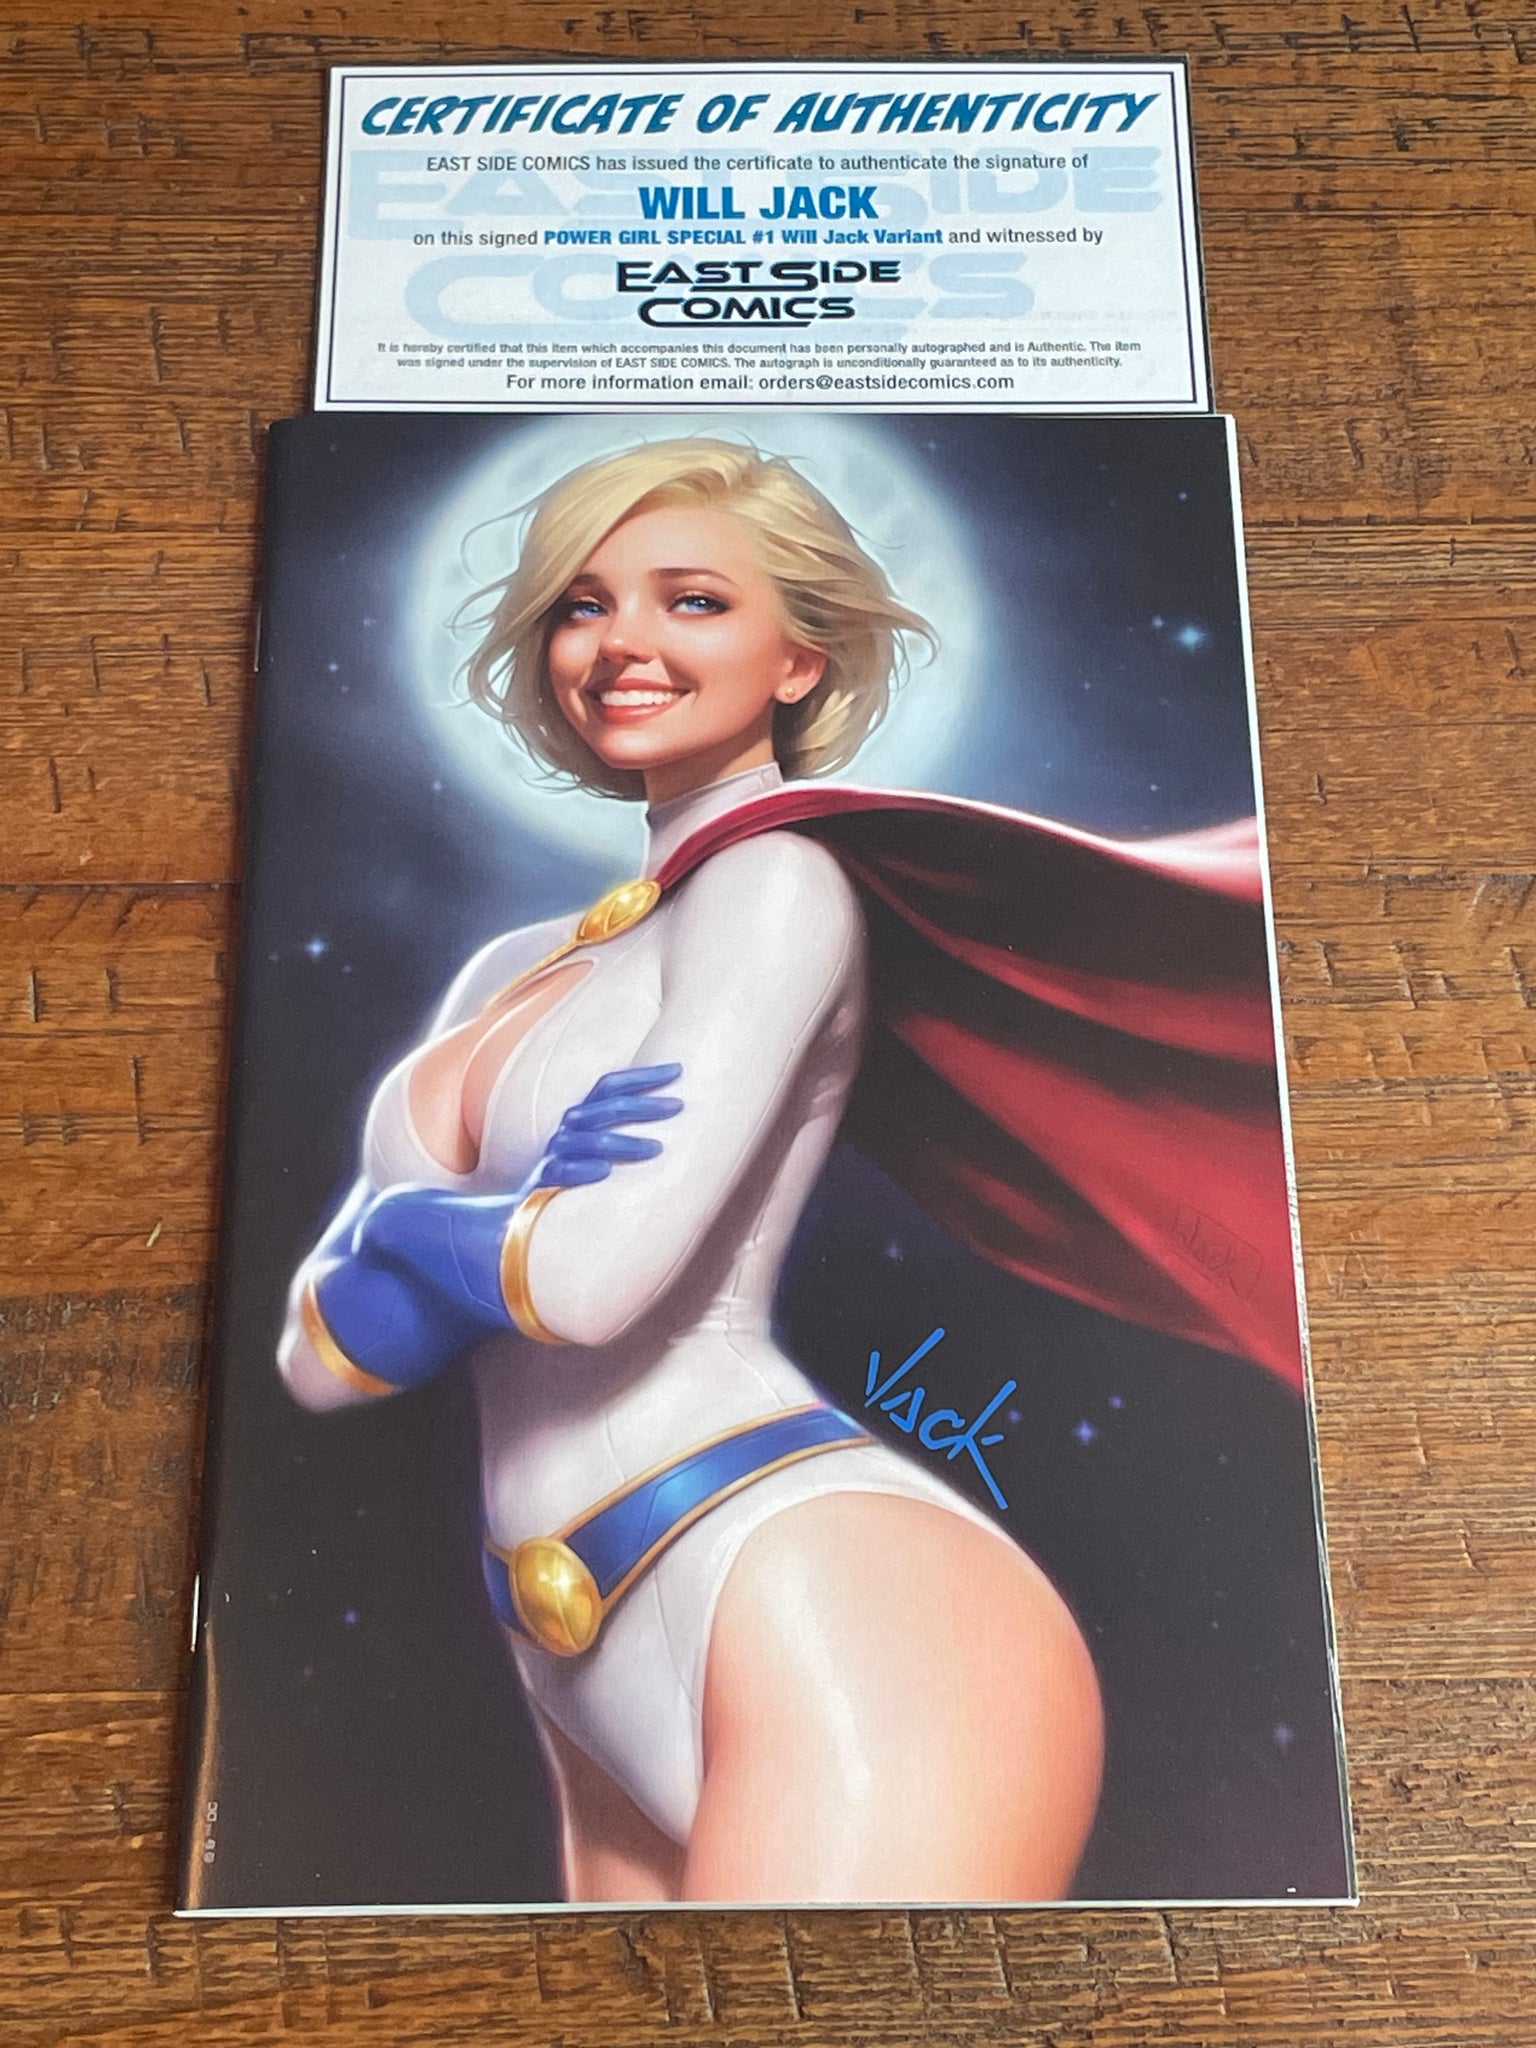 CERTIFICATE OF AUTHENTICITY
EAST SIDE COMICS has issued the certificate to authenticate the signature of
WILL JACK
on this signed POWER GIRL SPECIAL #1 Will Jack Variant and witnessed by
EAST SIDE
COMICS
It is hereby certified that this item which accompanies this document has been personally autographed and is Authentic. The item
was signed under the supervision of EAST SIDE COMICS. The autograph is unconditionally guaranteed as to its authenticity.
For more information email: orders@eastsidecomics.com
WJack
Jack
© & ™ DC